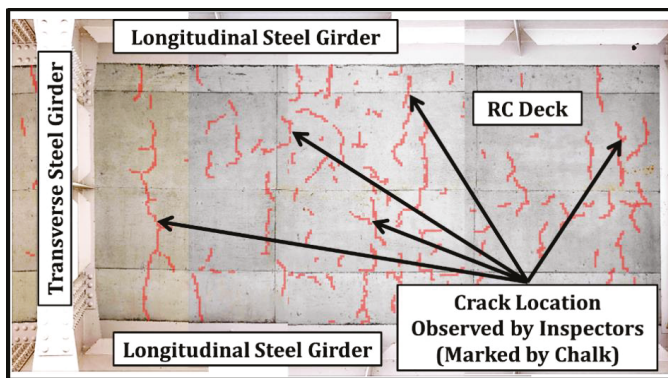 Longitudinal Steel Girder
Transverse Steel Girder
RC Deck
Crack Location
Observed by Inspectors
(Marked by Chalk)
Longitudinal Steel Girder